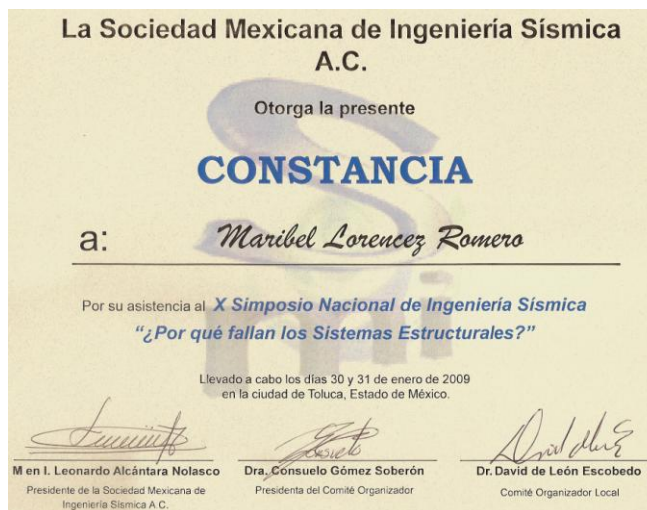 La Sociedad Mexicana de Ingeniería Sísmica
A.C.
Otorga la presente
CONSTANCIA
a: Maribel Lorencez Romero
Por su asistencia al X Simposio Nacional de Ingeniería Sísmica
“¿Por qué fallan los Sistemas Estructurales?”
Llevado a cabo los días 30 y 31 de enero de 2009
en la ciudad de Toluca, Estado de México.
M en I. Leonardo Alcántara Nolasco Dra. Consuelo Gómez Soberón Dr. David de León Escobedo
Presidente de la Sociedad Mexicana de Presidenta del Comité Organizador Comité Organizador Local
Ingeniería Sísmica A.C.